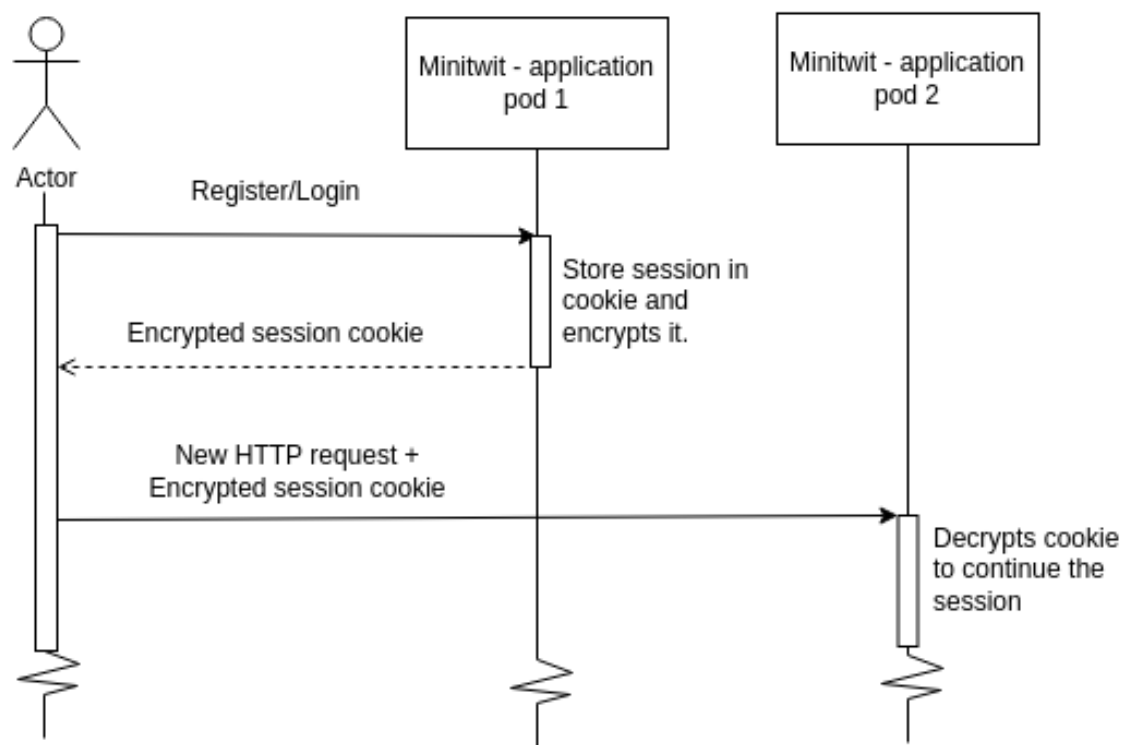 Minitwit - application
pod 1
Minitwit - application
pod 2
Actor
Register/Login
Store session in
cookie and
encrypts it.
Encrypted session cookie
New HTTP request +
Encrypted session cookie
Decrypts cookie
to continue the
session